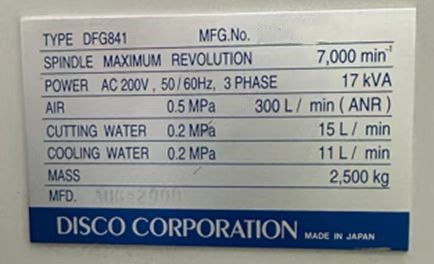 TYPE DFG841 MFG.No.
SPINDLE MAXIMUM REVOLUTION 7,000 min⁻¹
POWER AC 200V, 50/60Hz, 3 PHASE 17 kVA
AIR 0.5 MPa 300 L/ min (ANR)
CUTTING WATER 0.2 MPa 15 L/ min
COOLING WATER 0.2 MPa 11 L/ min
MASS 2,500 kg
MFD. AUG-2000
DISCO CORPORATION MADE IN JAPAN